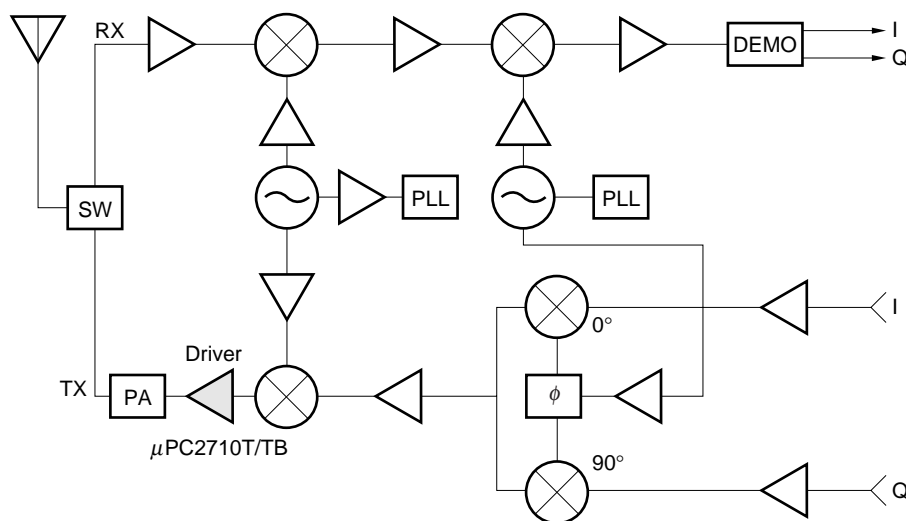 RX
DEMO
I
Q
SW
PLL
PLL
0°
I
Driver
TX
PA
ϕ
μPC2710T/TB
90°
Q